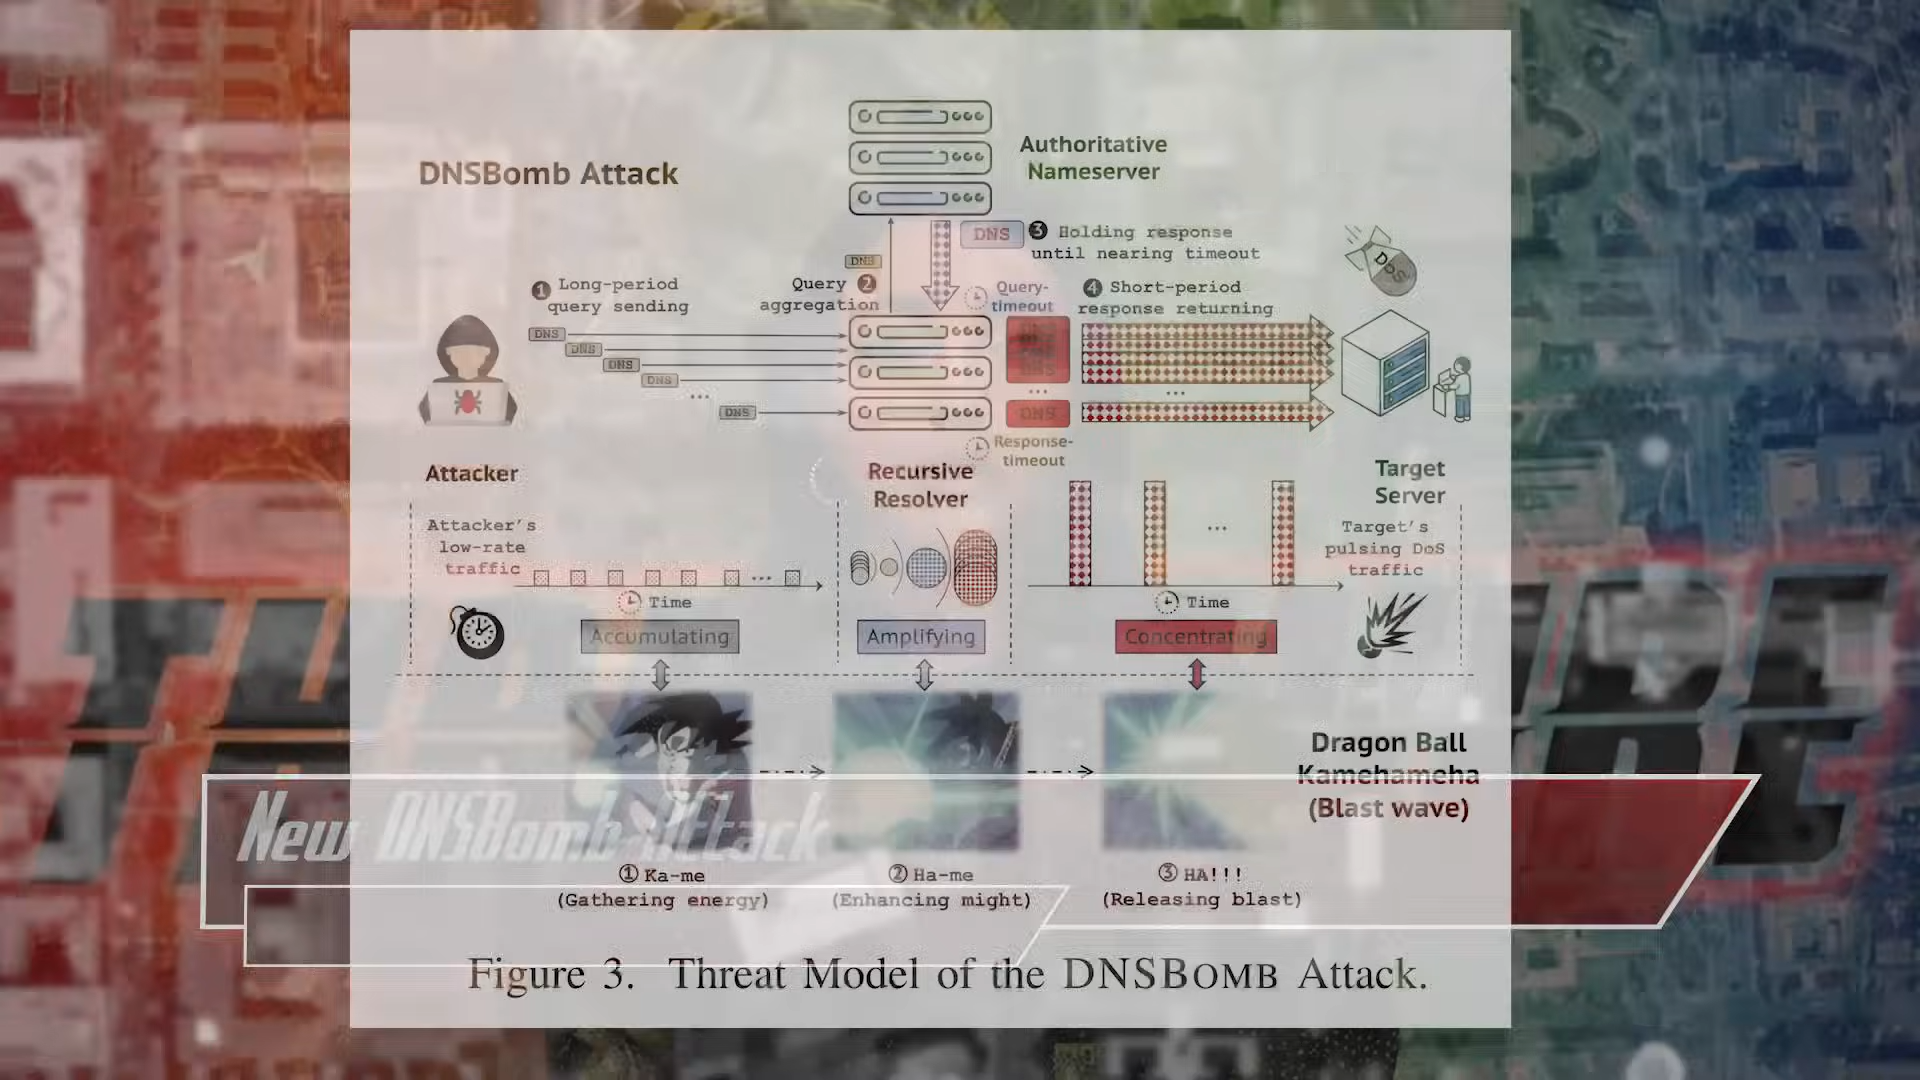 DNSBomb Attack
Authoritative
Nameserver
DNS
❸ Holding response
until nearing timeout
DNS
❶ Long-period
query sending
Query ❷
aggregation
Query-
timeout
❹ Short-period
response returning
DoS
DNS
DNS
DNS
DNS
...
DNS
DNS
DNS
DNS
...
DNS
...
Response-
timeout
Attacker
Recursive
Resolver
Target
Server
Attacker's
low-rate
traffic
...
Time
...
Time
Target's
pulsing DoS
traffic
Accumulating
Amplifying
Concentrating
Dragon Ball
Kamehameha
(Blast wave)
New DNSBomb Attack
① Ka-me
(Gathering energy)
② Ha-me
(Enhancing might)
③ HA!!!
(Releasing blast)
Figure 3. Threat Model of the DNSBOMB Attack.